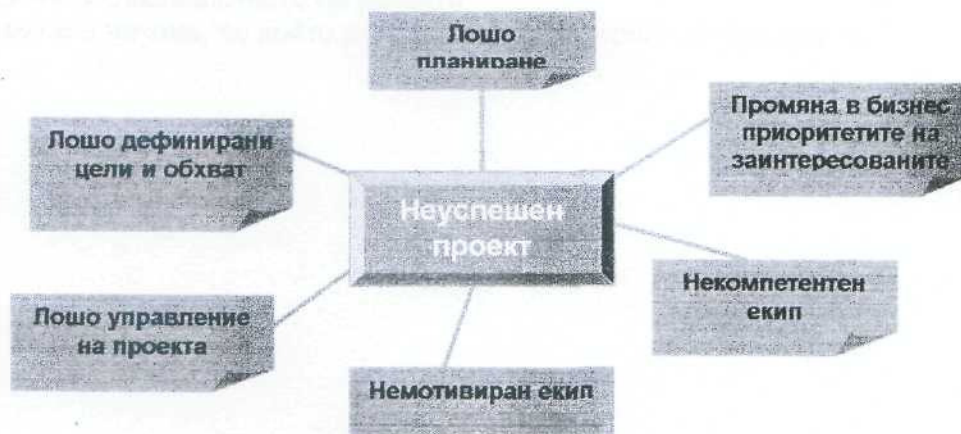 Лошо
планиране
Промяна в бизнес
приоритетите на
заинтересованите
Лошо дефинирани
цели и обхват
Неуспешен
проект
Некомпетентен
екип
Лошо управление
на проекта
Немотивиран екип